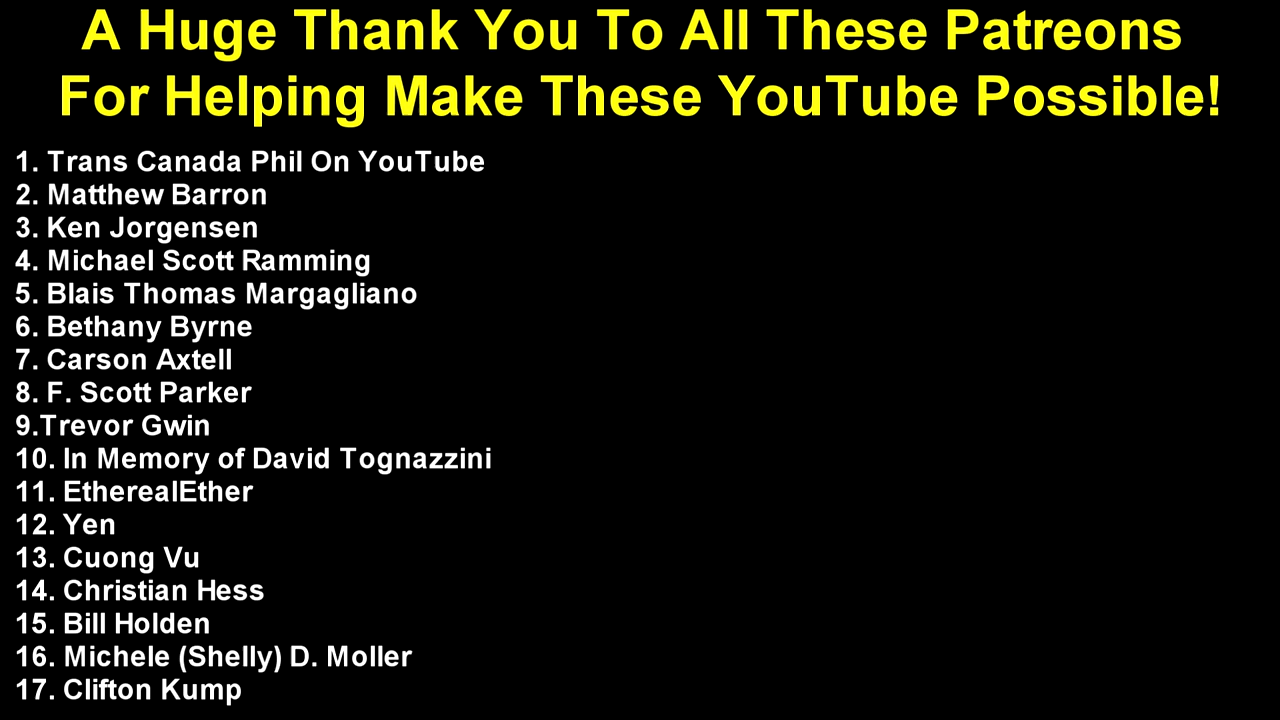 A Huge Thank You To All These Patreons
For Helping Make These YouTube Possible!
1. Trans Canada Phil On YouTube
2. Matthew Barron
3. Ken Jorgensen
4. Michael Scott Ramming
5. Blais Thomas Margagliano
6. Bethany Byrne
7. Carson Axtell
8. F. Scott Parker
9.Trevor Gwin
10. In Memory of David Tognazzini
11. EtherealEther
12. Yen
13. Cuong Vu
14. Christian Hess
15. Bill Holden
16. Michele (Shelly) D. Moller
17. Clifton Kump